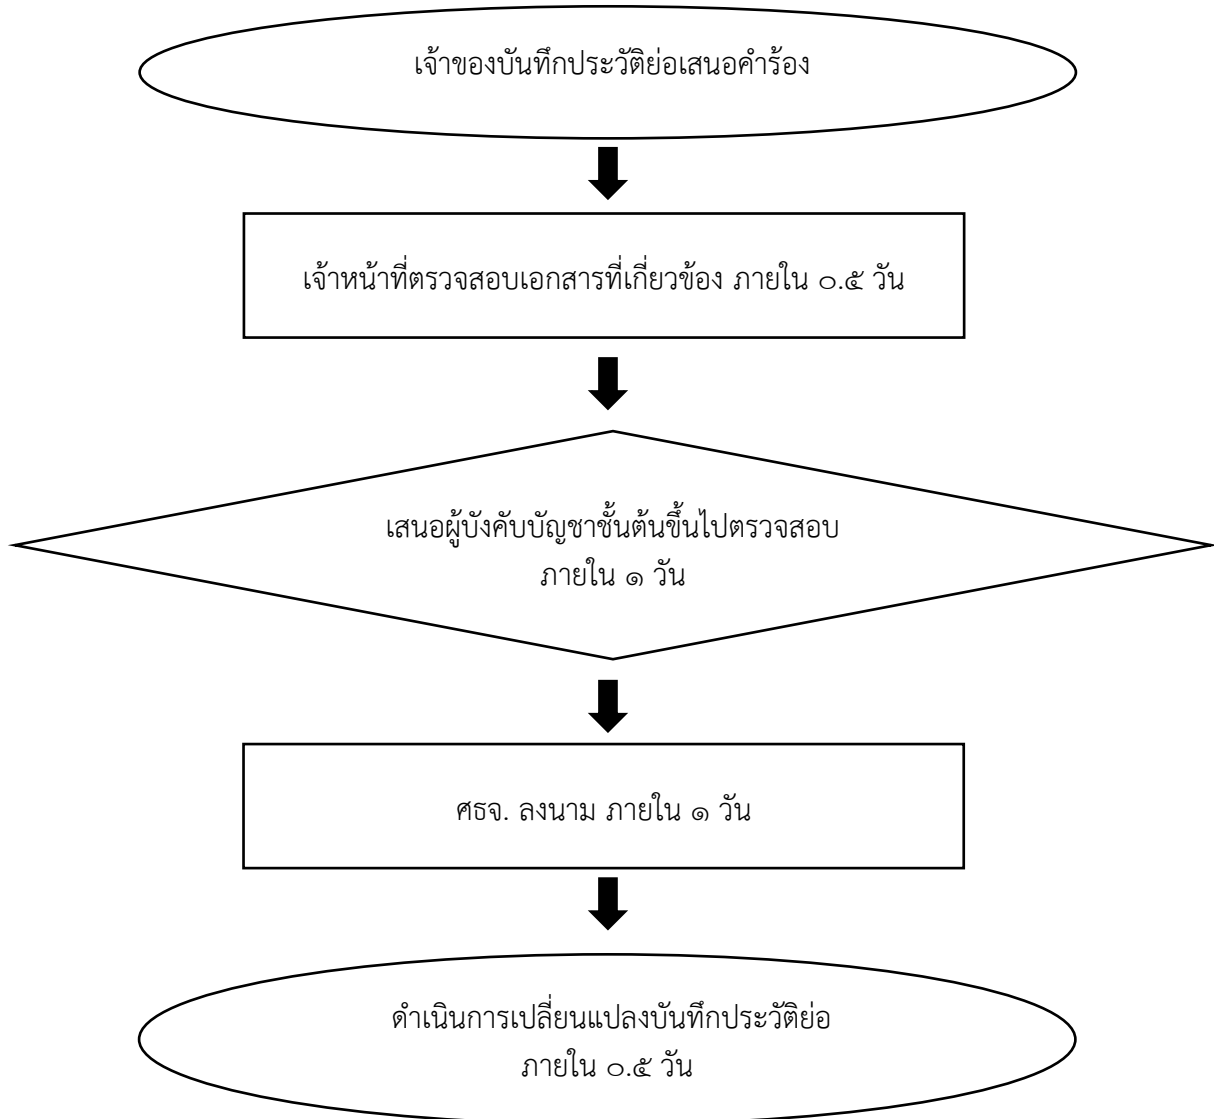 เจ้าของบันทึกประวัติย่อเสนอคำร้อง
เจ้าหน้าที่ตรวจสอบเอกสารที่เกี่ยวข้อง ภายใน ๐.๕ วัน
เสนอผู้บังคับบัญชาชั้นต้นขึ้นไปตรวจสอบ
ภายใน ๑ วัน
ศธจ. ลงนาม ภายใน ๑ วัน
ดำเนินการเปลี่ยนแปลงบันทึกประวัติย่อ
ภายใน ๐.๕ วัน